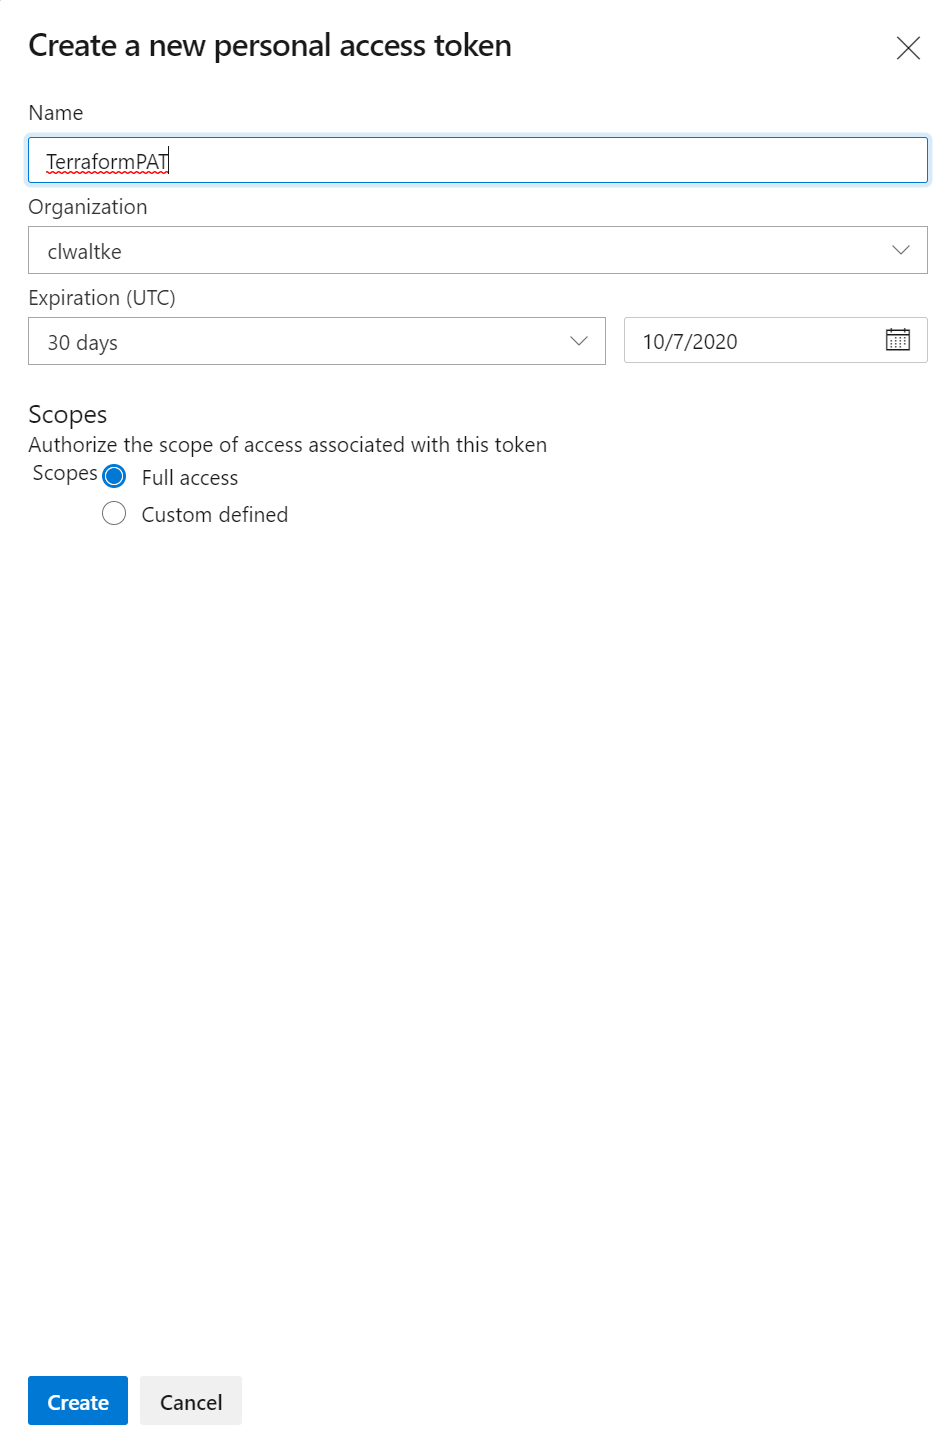 Create a new personal access token
Name
TerraformPAT
Organization
clwaltke
Expiration (UTC)
30 days 10/7/2020
Scopes
Authorize the scope of access associated with this token
Scopes Full access
Custom defined
Create Cancel